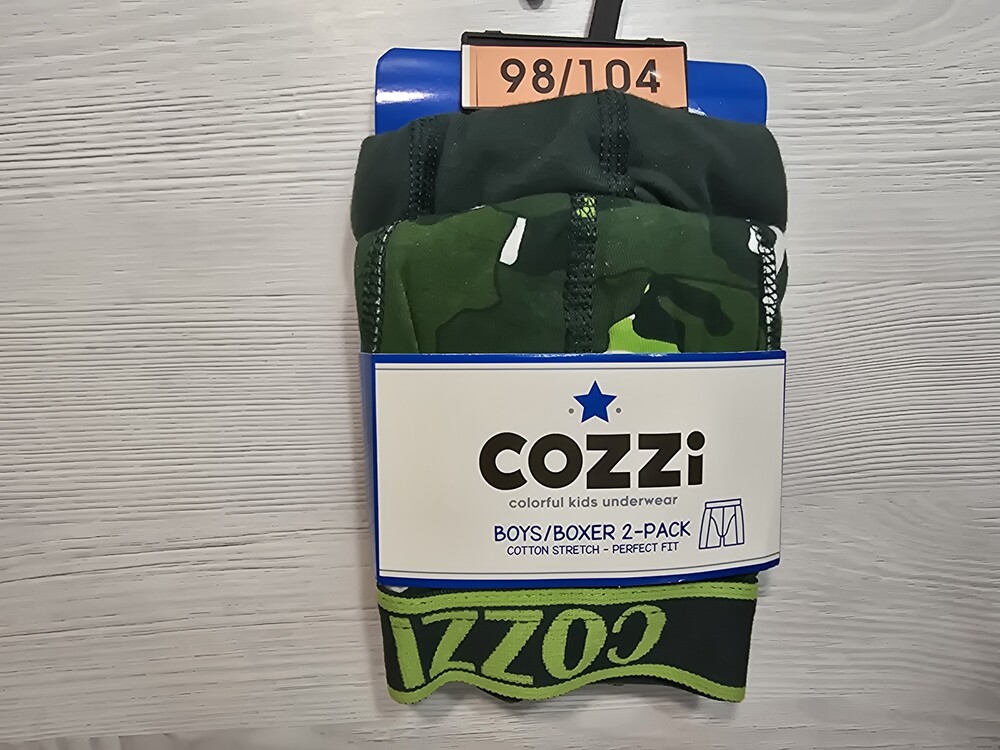 98/104
COZZi
colorful kids underwear
BOYS/BOXER 2-PACK
COTTON STRETCH - PERFECT FIT
COZZI